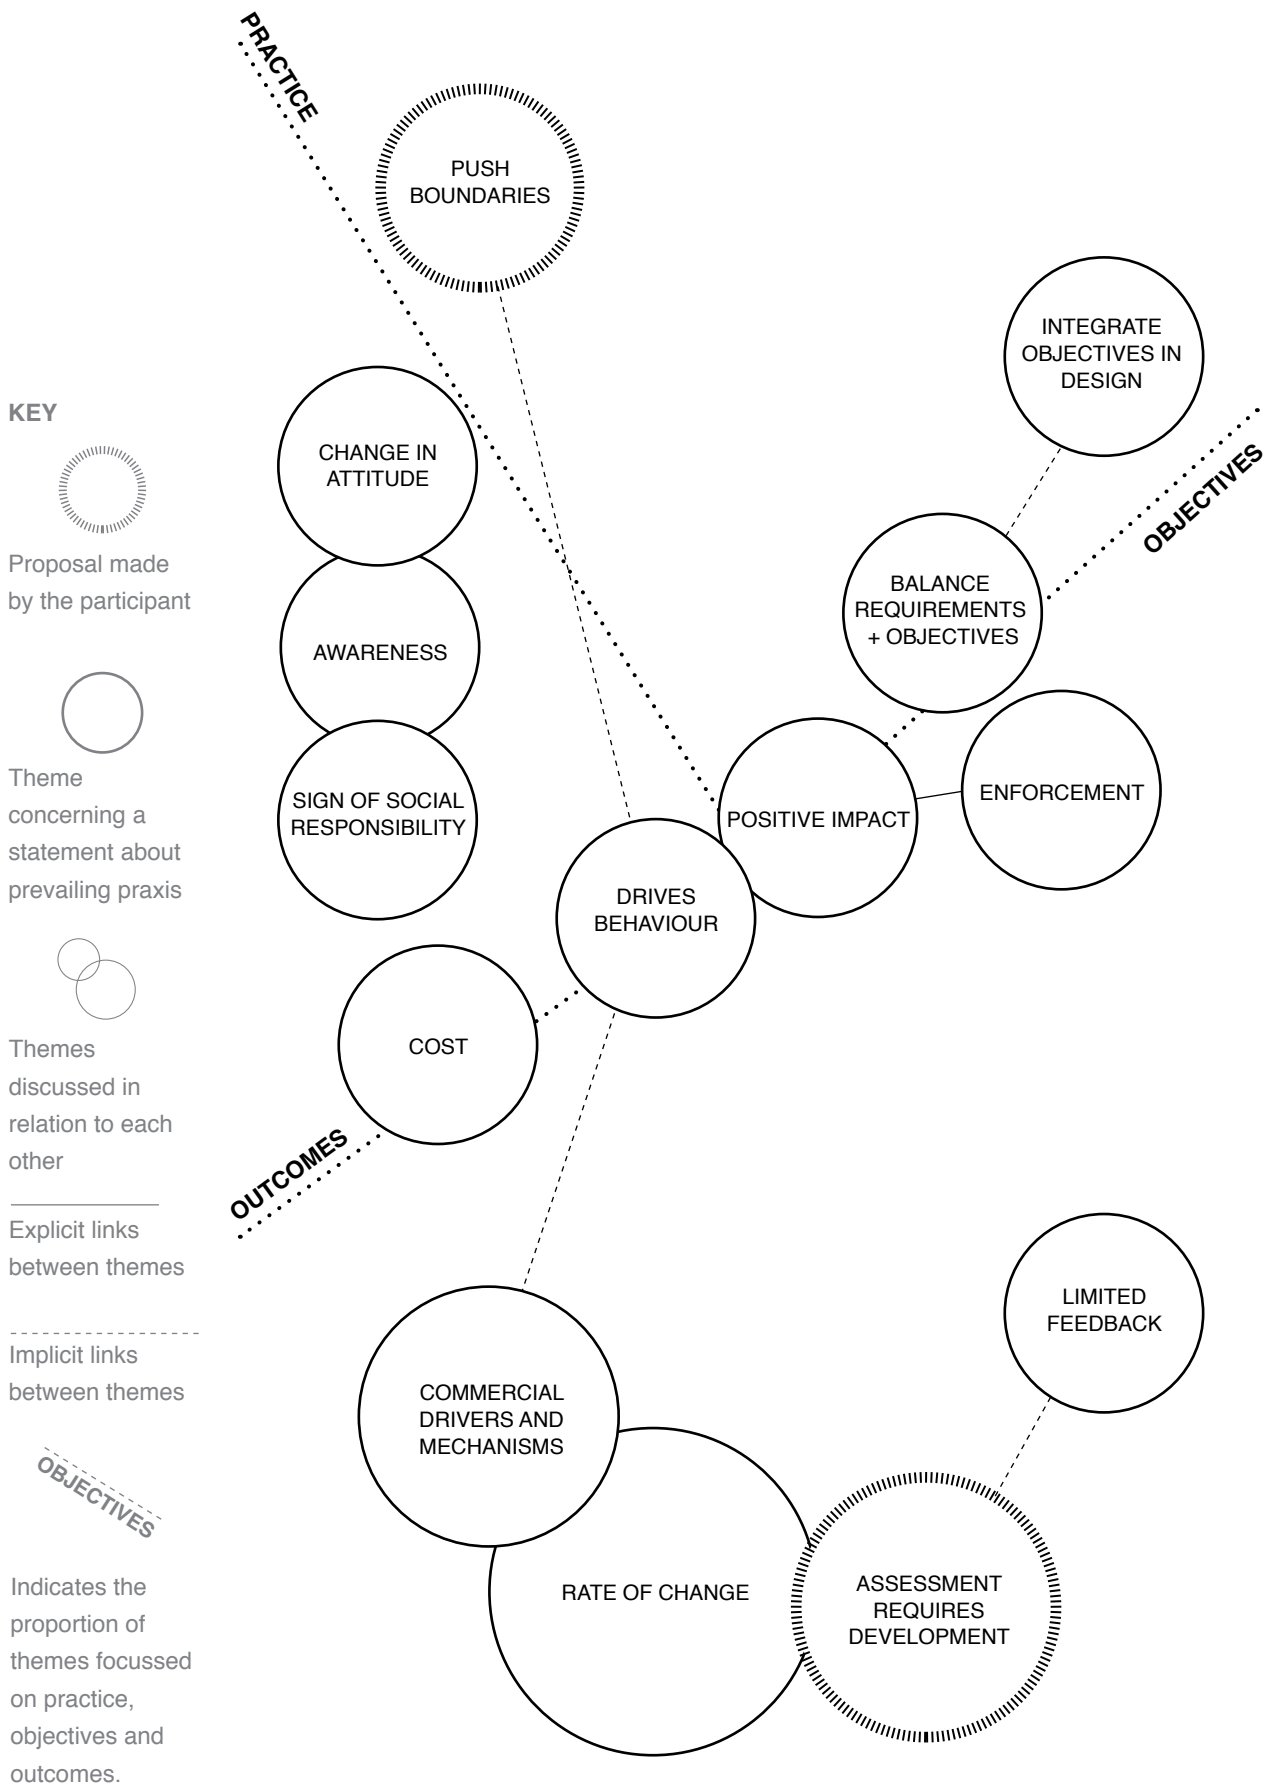 PRACTICE
PUSH
BOUNDARIES
INTEGRATE
OBJECTIVES IN
DESIGN
OBJECTIVES
CHANGE IN
ATTITUDE
AWARENESS
SIGN OF SOCIAL
RESPONSIBILITY
BALANCE
REQUIREMENTS
+ OBJECTIVES
ENFORCEMENT
POSITIVE IMPACT
DRIVES
BEHAVIOUR
COST
OUTCOMES
COMMERCIAL
DRIVERS AND
MECHANISMS
RATE OF CHANGE
LIMITED
FEEDBACK
ASSESSMENT
REQUIRES
DEVELOPMENT
KEY
Proposal made
by the participant
Theme
concerning a
statement about
prevailing praxis
Themes
discussed in
relation to each
other
Explicit links
between themes
Implicit links
between themes
OBJECTIVES
Indicates the
proportion of
themes focussed
on practice,
objectives and
outcomes.